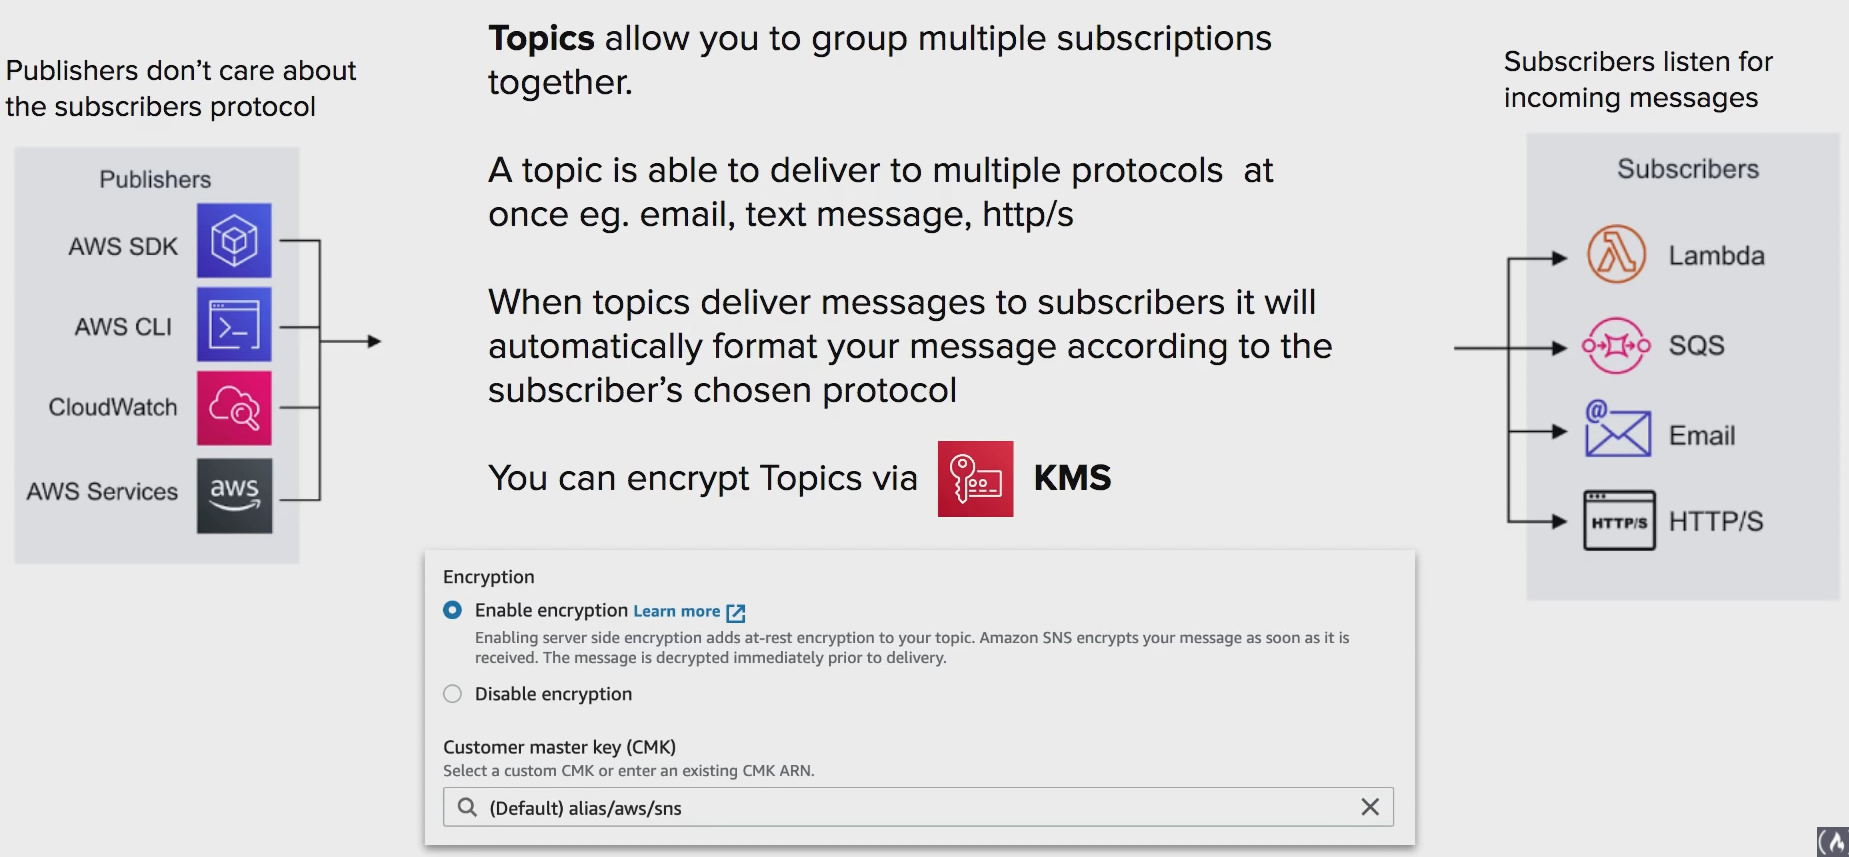 Publishers don’t care about
the subscribers protocol
Publishers
AWS SDK
AWS CLI
CloudWatch
AWS Services
aws
Topics allow you to group multiple subscriptions
together.
A topic is able to deliver to multiple protocols at
once eg. email, text message, http/s
When topics deliver messages to subscribers it will
automatically format your message according to the
subscriber’s chosen protocol
You can encrypt Topics via KMS
Encryption
Enable encryption Learn more
Enabling server side encryption adds at-rest encryption to your topic. Amazon SNS encrypts your message as soon as it is
received. The message is decrypted immediately prior to delivery.
Disable encryption
Customer master key (CMK)
Select a custom CMK or enter an existing CMK ARN.
(Default) alias/aws/sns
Subscribers listen for
incoming messages
Subscribers
Lambda
SQS
@
Email
HTTP/S HTTP/S